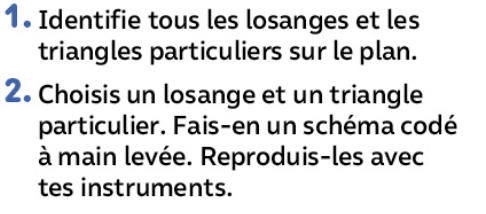 1. Identifie tous les losanges et les
triangles particuliers sur le plan.
2. Choisis un losange et un triangle
particulier. Fais-en un schéma codé
à main levée. Reproduis-les avec
tes instruments.